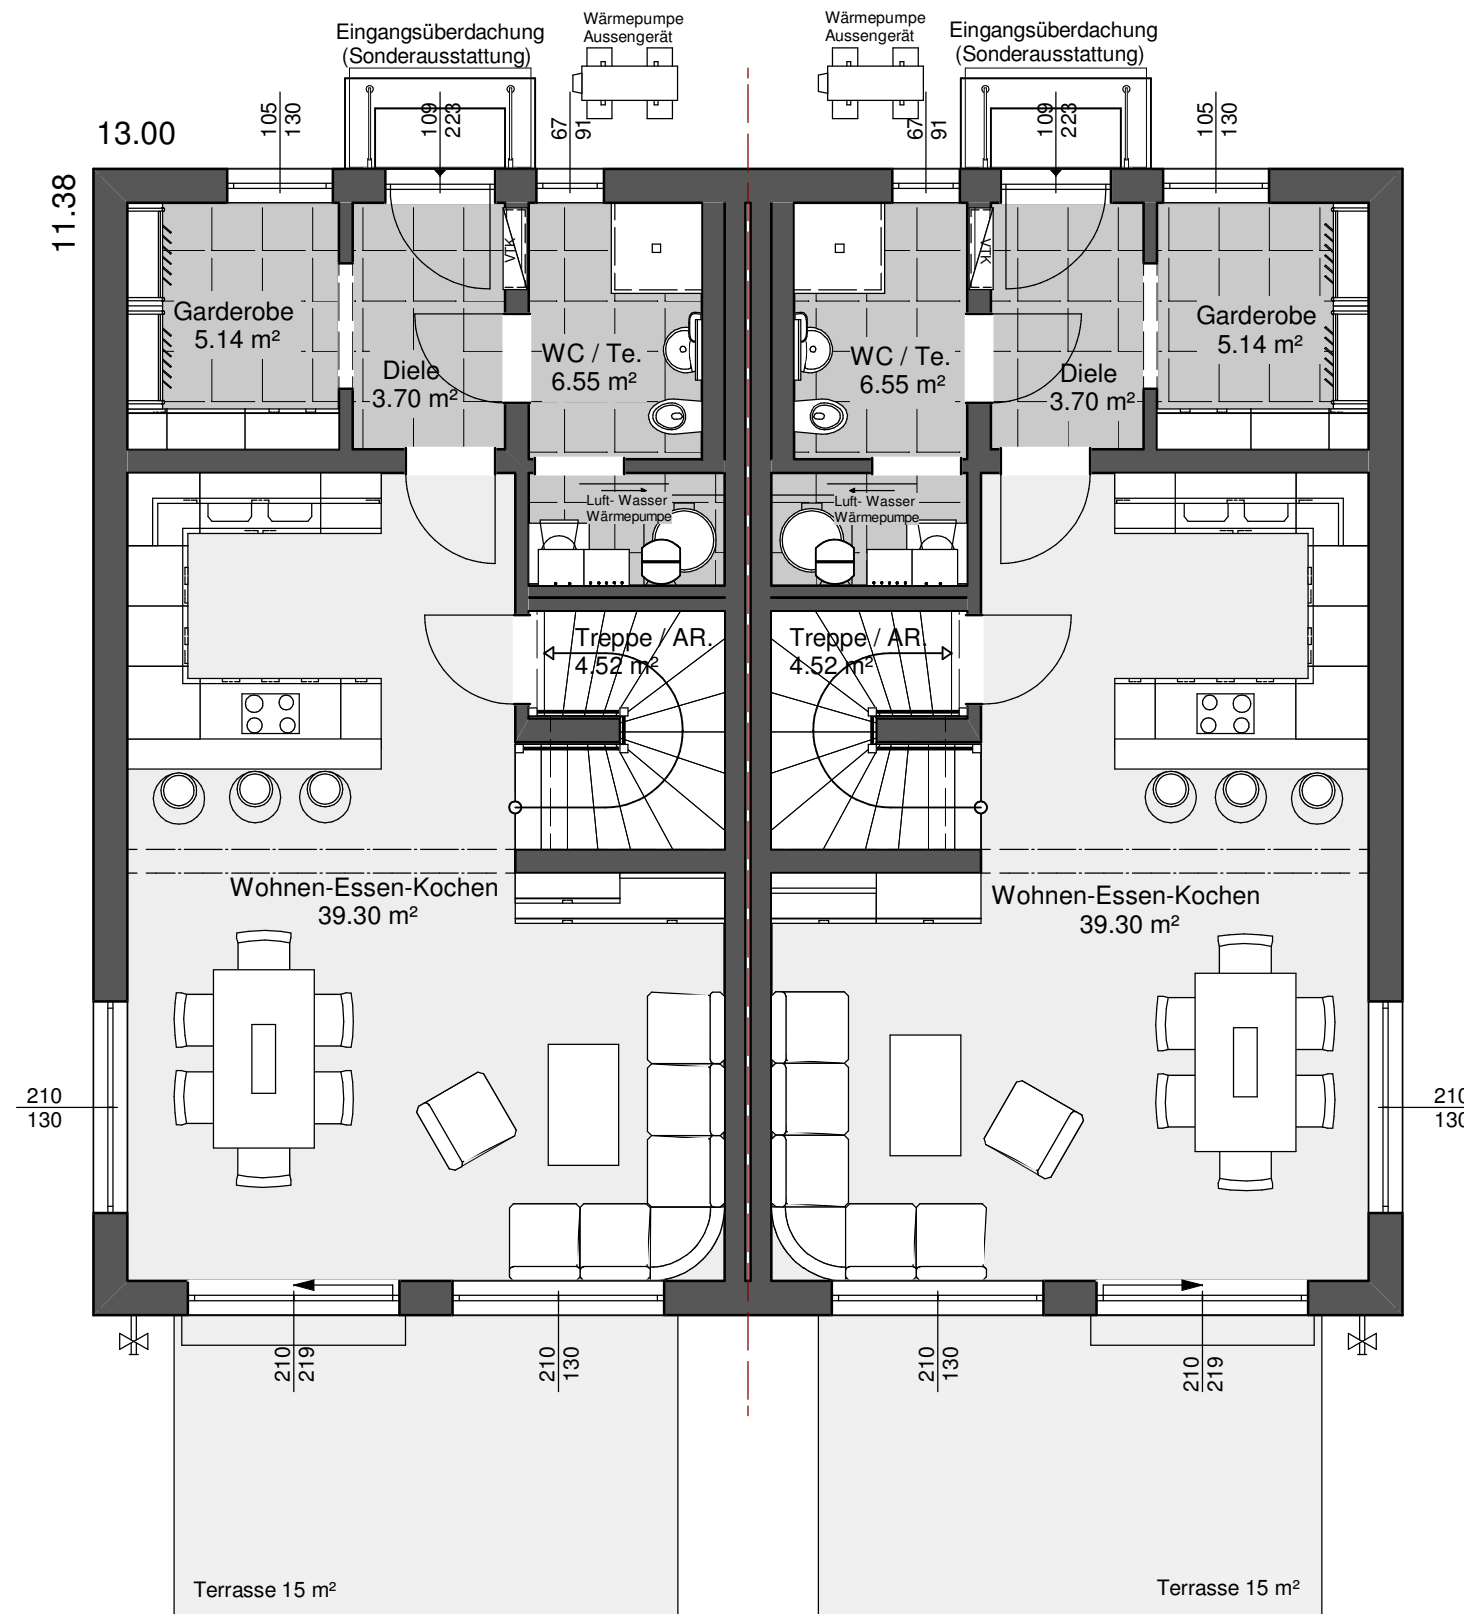 Eingangsüberdachung
(Sonderausstattung)
Wärmepumpe
Aussengerät
Wärmepumpe
Aussengerät
Eingangsüberdachung
(Sonderausstattung)
13.00
11.38
105
130
109
223
67
91
67
91
109
223
105
130
VTK
VTK
Garderobe
5.14 m²
Diele
3.70 m²
WC / Te.
6.55 m²
WC / Te.
6.55 m²
Diele
3.70 m²
Garderobe
5.14 m²
Luft- Wasser
Wärmepumpe
Luft- Wasser
Wärmepumpe
Treppe / AR.
4.52 m²
Treppe / AR.
4.52 m²
Wohnen-Essen-Kochen
39.30 m²
Wohnen-Essen-Kochen
39.30 m²
210
130
210
130
210
219
210
130
210
130
210
219
Terrasse 15 m²
Terrasse 15 m²